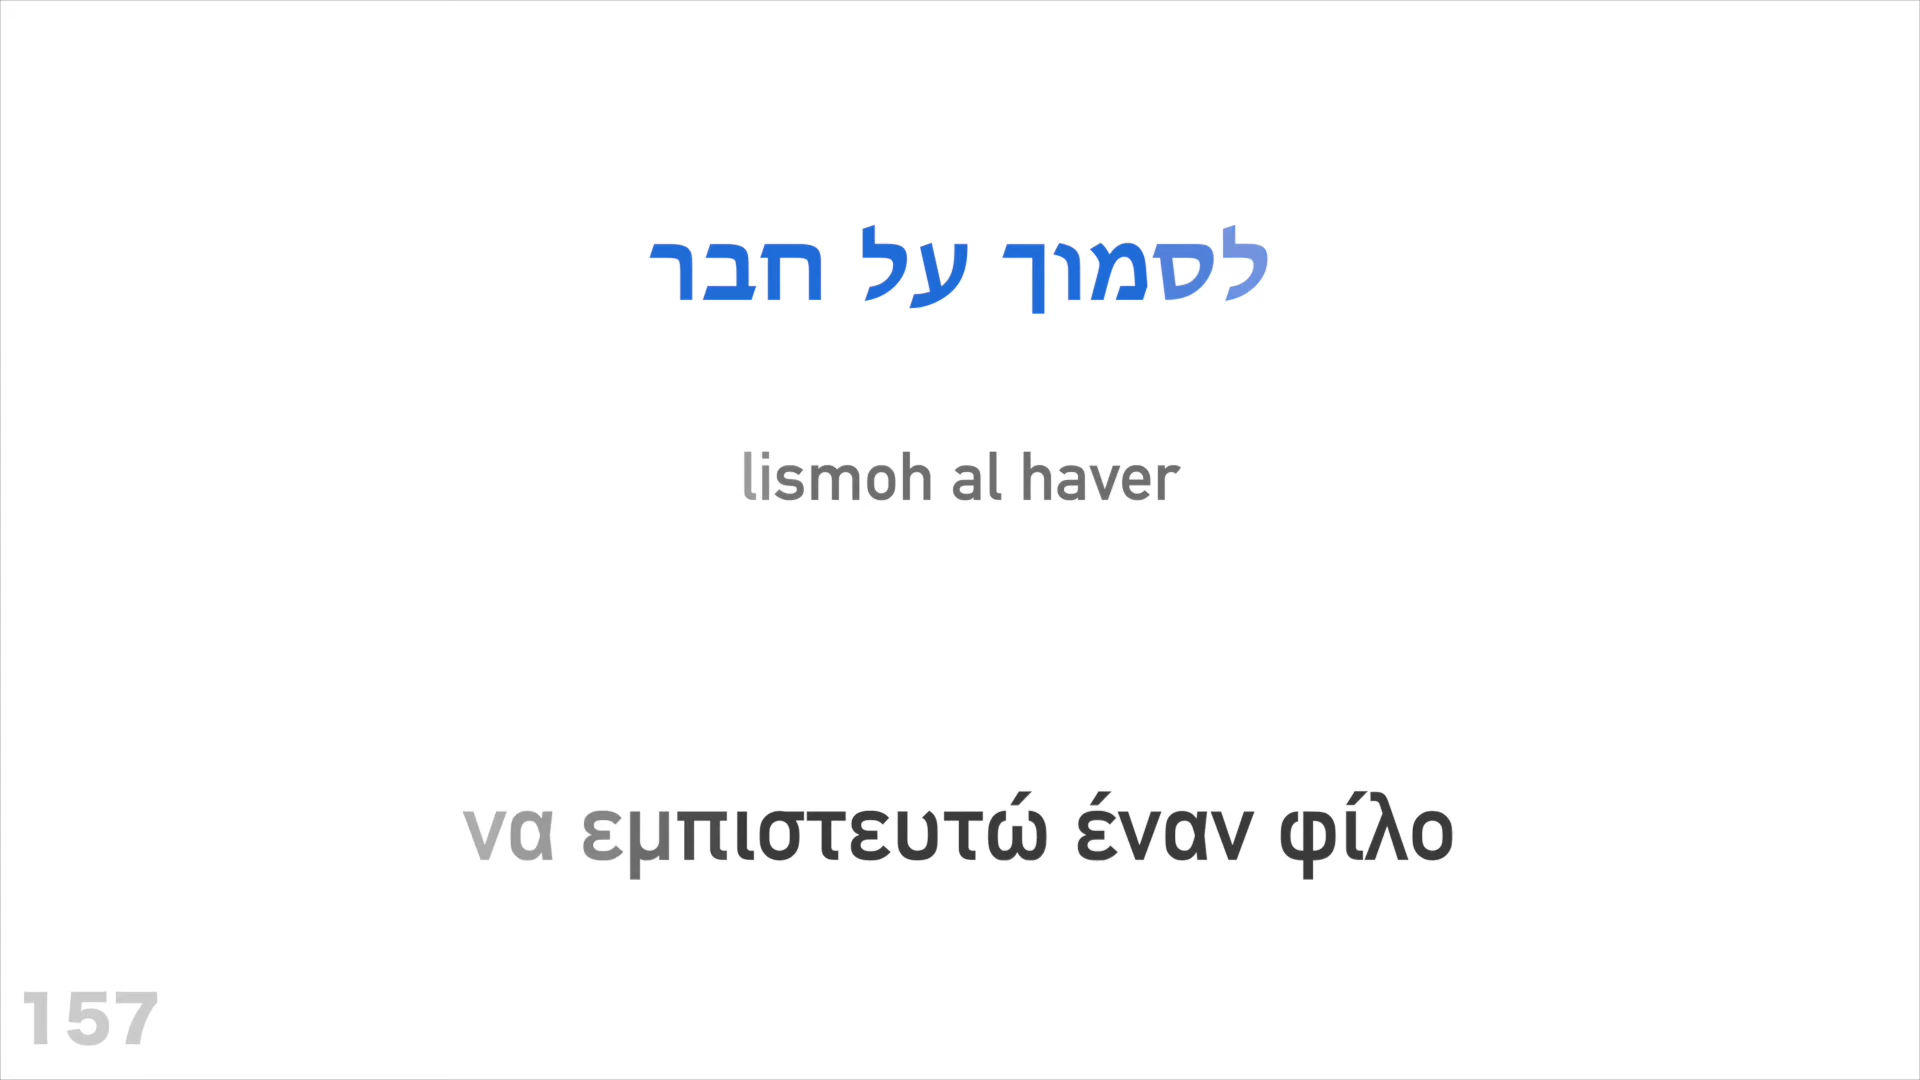 לסמוך על חבר
lismoh al haver
να εμπιστευτώ έναν φίλο
157